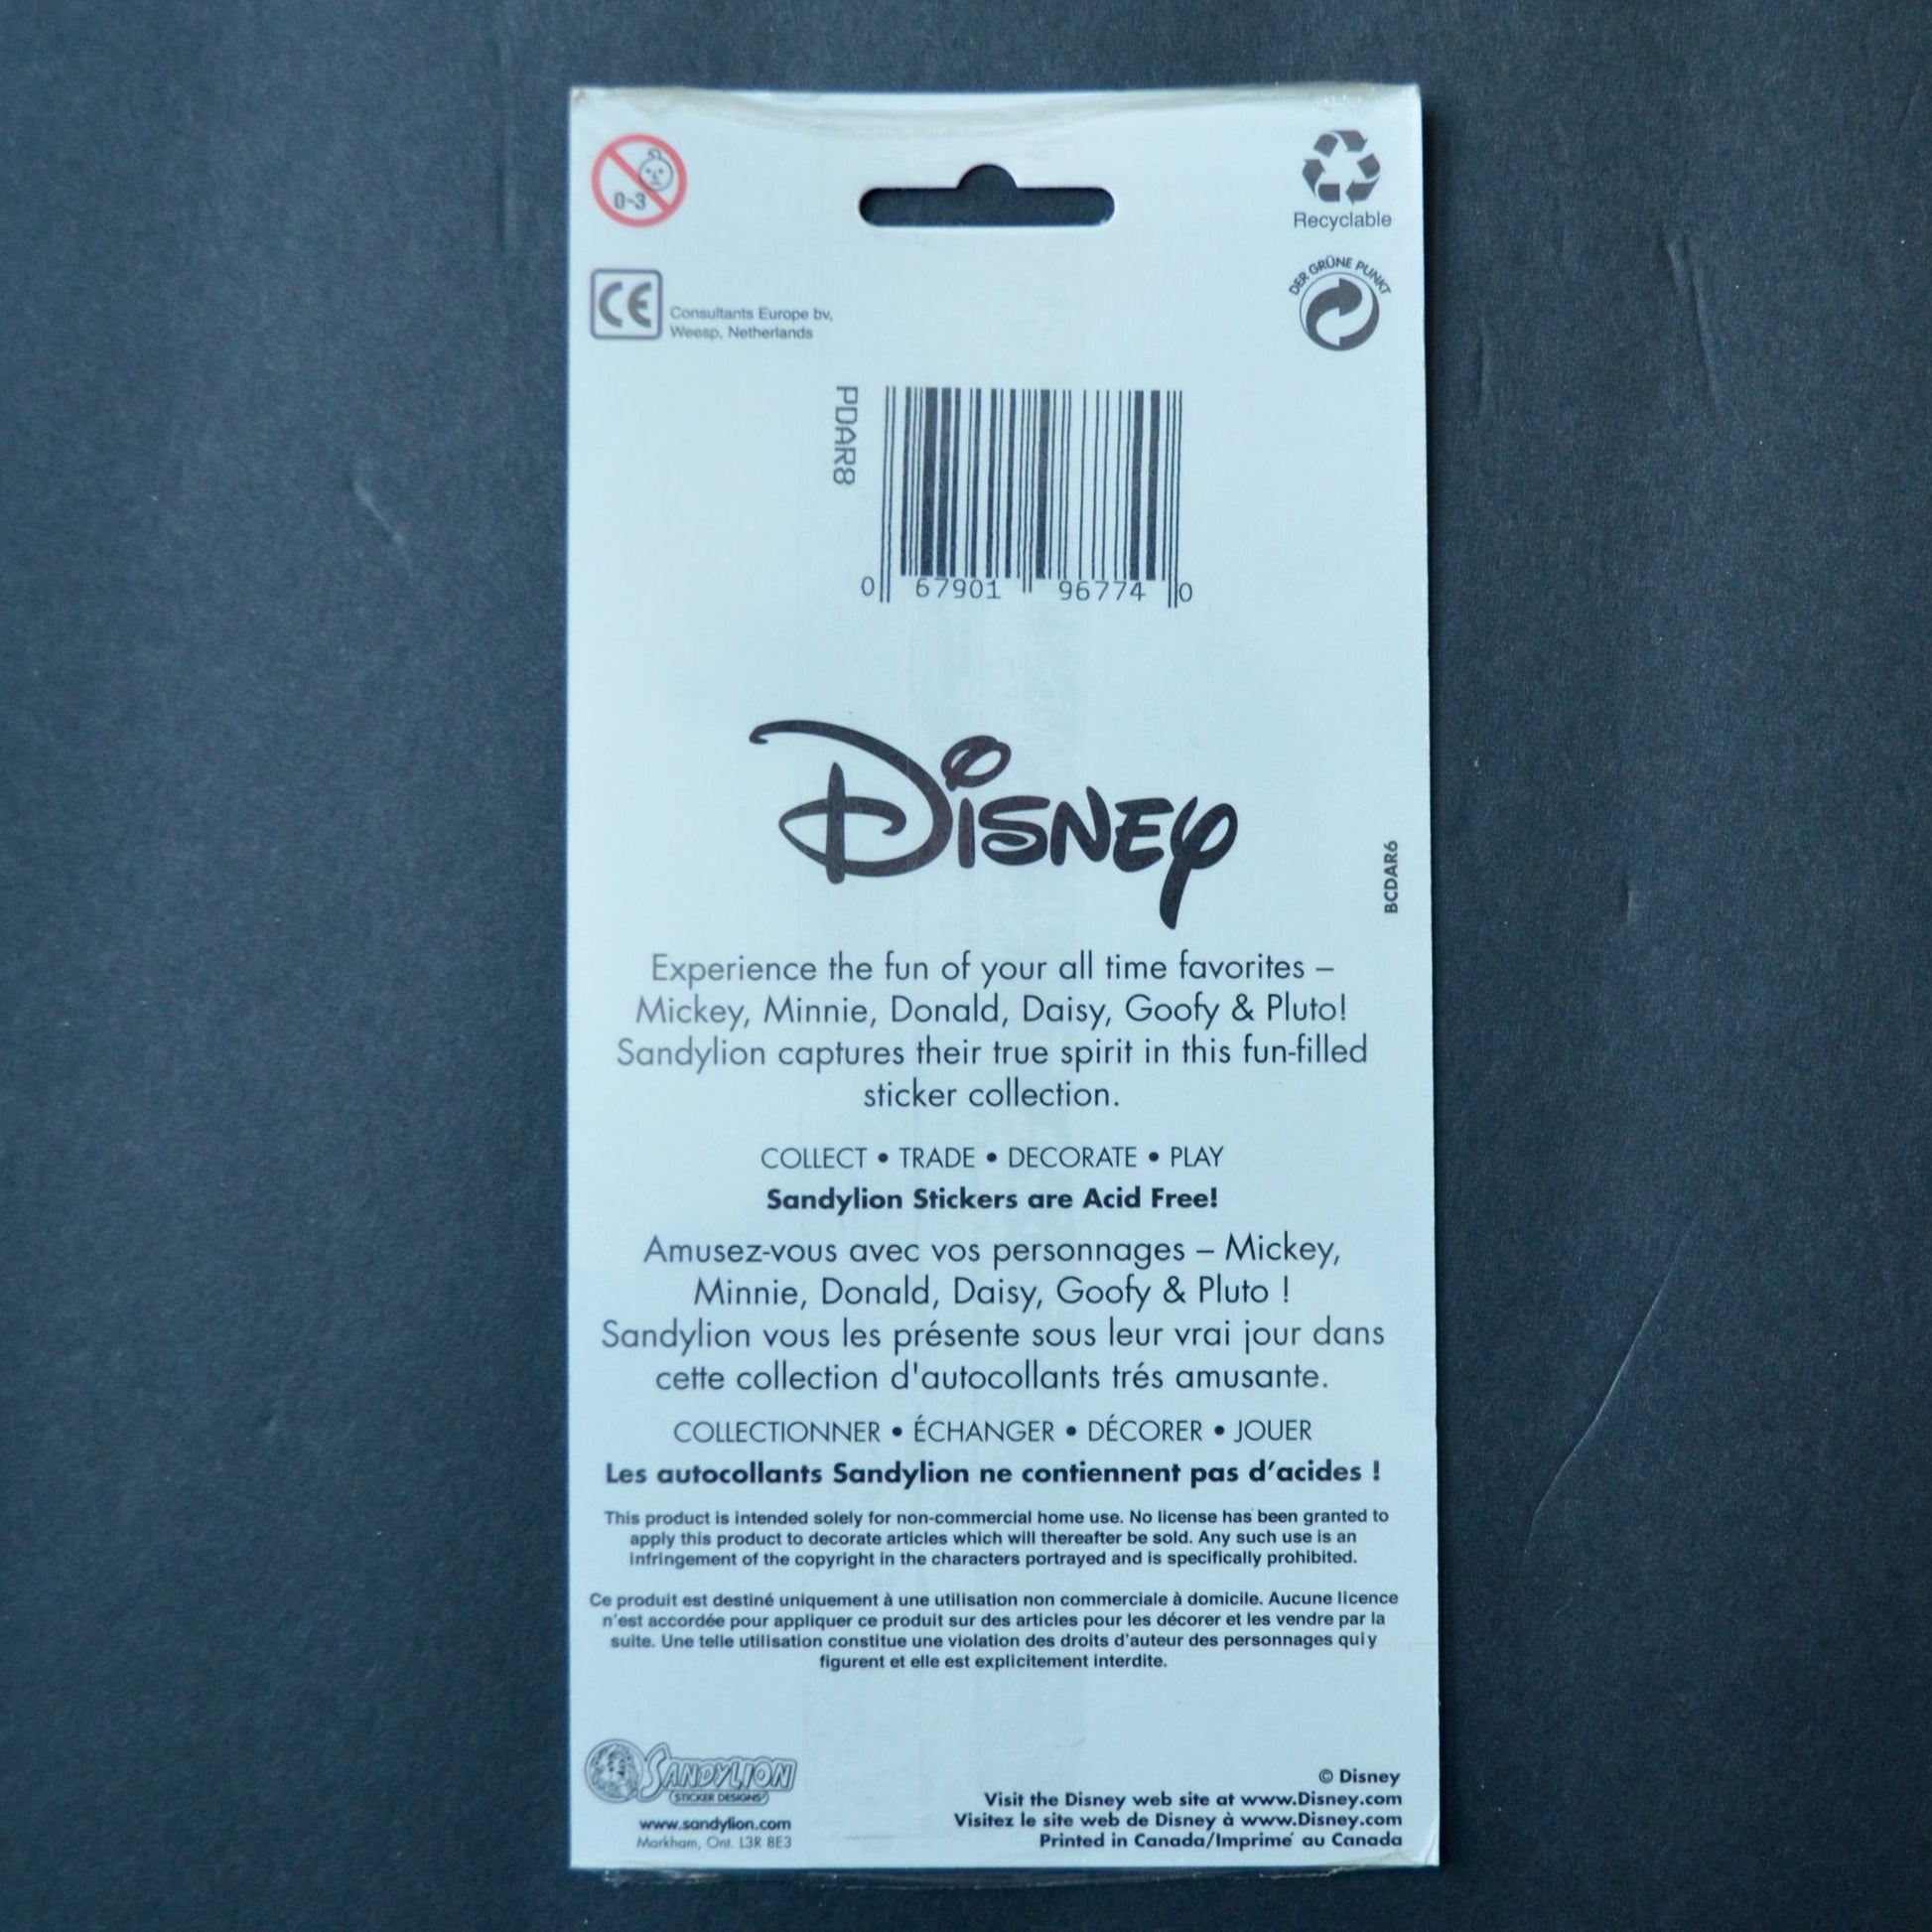 0-3
Recyclable
DER GRÜNE PUNKT
CE
Consultants Europe bv,
Weesp, Netherlands
PDAR8
0 67901 96774 0
Disney
BCDAR6
Experience the fun of your all time favorites –
Mickey, Minnie, Donald, Daisy, Goofy & Pluto!
Sandylion captures their true spirit in this fun-filled
sticker collection.
COLLECT • TRADE • DECORATE • PLAY
Sandylion Stickers are Acid Free!
Amusez-vous avec vos personnages – Mickey,
Minnie, Donald, Daisy, Goofy & Pluto !
Sandylion vous les présente sous leur vrai jour dans
cette collection d'autocollants trés amusante.
COLLECTIONNER • ÉCHANGER • DÉCORER • JOUER
Les autocollants Sandylion ne contiennent pas d’acides !
This product is intended solely for non-commercial home use. No license has been granted to
apply this product to decorate articles which will thereafter be sold. Any such use is an
infringement of the copyright in the characters portrayed and is specifically prohibited.
Ce produit est destiné uniquement à une utilisation non commerciale à domicile. Aucune licence
n'est accordée pour appliquer ce produit sur des articles pour les décorer et les vendre par la
suite. Une telle utilisation constitue une violation des droits d'auteur des personnages qui y
figurent et elle est explicitement interdite.
SANDYLION
STICKER DESIGNS
www.sandylion.com
Markham, Ont. L3R 8E3
© Disney
Visit the Disney web site at www.Disney.com
Visitez le site web de Disney à www.Disney.com
Printed in Canada/Imprimé au Canada